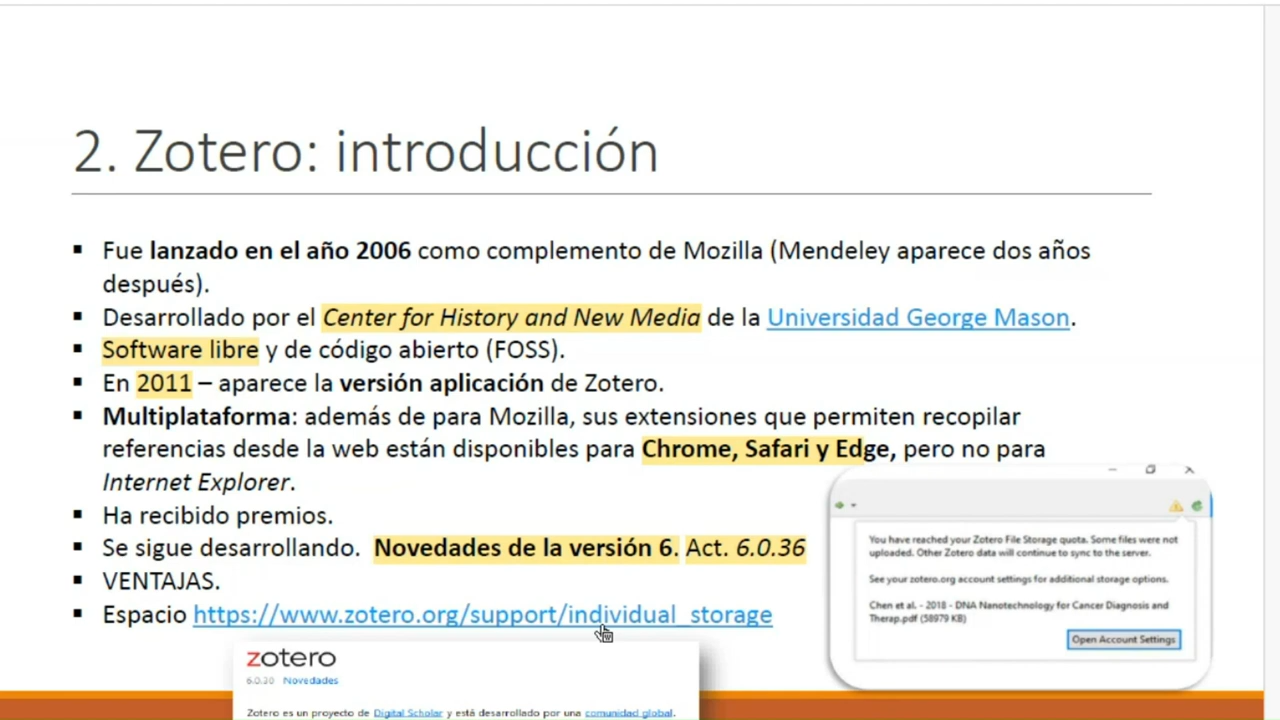 2. Zotero: introducción
▪ Fue lanzado en el año 2006 como complemento de Mozilla (Mendeley aparece dos años
después).
▪ Desarrollado por el Center for History and New Media de la Universidad George Mason.
▪ Software libre y de código abierto (FOSS).
▪ En 2011 – aparece la versión aplicación de Zotero.
▪ Multiplataforma: además de para Mozilla, sus extensiones que permiten recopilar
referencias desde la web están disponibles para Chrome, Safari y Edge, pero no para
Internet Explorer.
▪ Ha recibido premios.
▪ Se sigue desarrollando. Novedades de la versión 6. Act. 6.0.36
▪ VENTAJAS.
▪ Espacio https://www.zotero.org/support/individual_storage
You have reached your Zotero File Storage quota. Some files were not
uploaded. Other Zotero data will continue to sync to the server.
See your zotero.org account settings for additional storage options.
Chen et al. - 2018 - DNA Nanotechnology for Cancer Diagnosis and
Therap.pdf (58979 KB)
Open Account Settings
zotero
6.0.30 Novedades
Zotero es un proyecto de Digital Scholar y está desarrollado por una comunidad global.